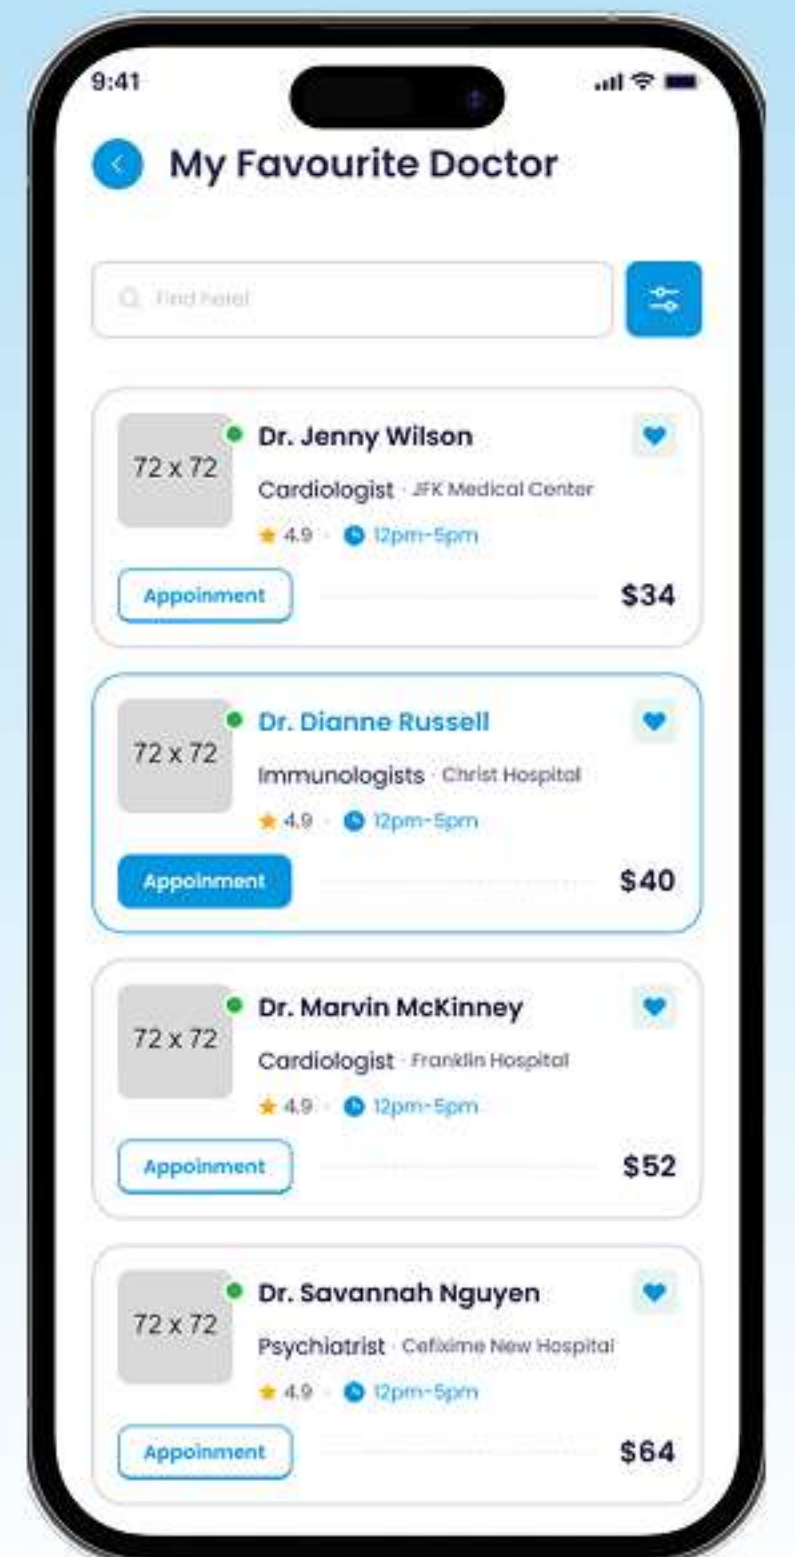 9:41
My Favourite Doctor
Find here!
72 x 72
Dr. Jenny Wilson
Cardiologist · JFK Medical Center
4.9 · 12pm-5pm
Appoinment $34
72 x 72
Dr. Dianne Russell
Immunologists · Christ Hospital
4.9 · 12pm-5pm
Appoinment $40
72 x 72
Dr. Marvin McKinney
Cardiologist · Franklin Hospital
4.9 · 12pm-5pm
Appoinment $52
72 x 72
Dr. Savannah Nguyen
Psychiatrist · Cefixime New Hospital
4.9 · 12pm-5pm
Appoinment $64